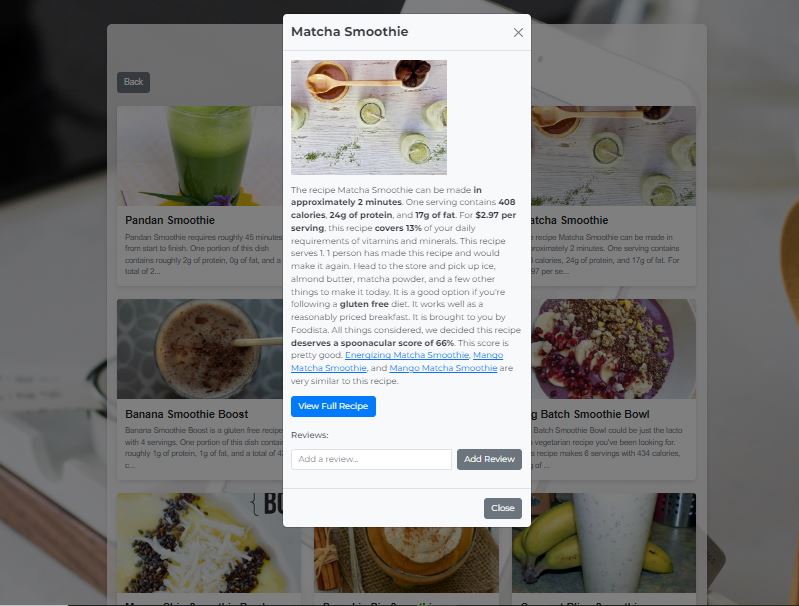 Matcha Smoothie
The recipe Matcha Smoothie can be made in
approximately 2 minutes. One serving contains 408
calories, 24g of protein, and 17g of fat. For $2.97 per
serving, this recipe covers 13% of your daily
requirements of vitamins and minerals. This recipe
serves 1. 1 person has made this recipe and would
make it again. Head to the store and pick up ice,
almond butter, matcha powder, and a few other
things to make it today. It is a good option if you're
following a gluten free diet. It works well as a
reasonably priced breakfast. It is brought to you by
Foodista. All things considered, we decided this recipe
deserves a spoonacular score of 66%. This score is
pretty good. Energizing Matcha Smoothie, Mango
Matcha Smoothie, and Mango Matcha Smoothie are
very similar to this recipe.
View Full Recipe
Reviews:
Add a review...
Add Review
Close
Back
Pandan Smoothie
Pandan Smoothie requires roughly 45 minutes
from start to finish. One portion of this dish
contains roughly 2g of protein, 0g of fat, and a
total of 2...
atcha Smoothie
recipe Matcha Smoothie can be made in
oximately 2 minutes. One serving contains
calories, 24g of protein, and 17g of fat. For
97 per se...
Banana Smoothie Boost
Banana Smoothie Boost is a gluten free recipe
with 4 servings. One portion of this dish contains
roughly 1g of protein, 1g of fat, and a total of 4
c...
g Batch Smoothie Bowl
Batch Smoothie Bowl could be just the lacto
vegetarian recipe you've been looking for.
recipe makes 6 servings with 434 calories,
of ...